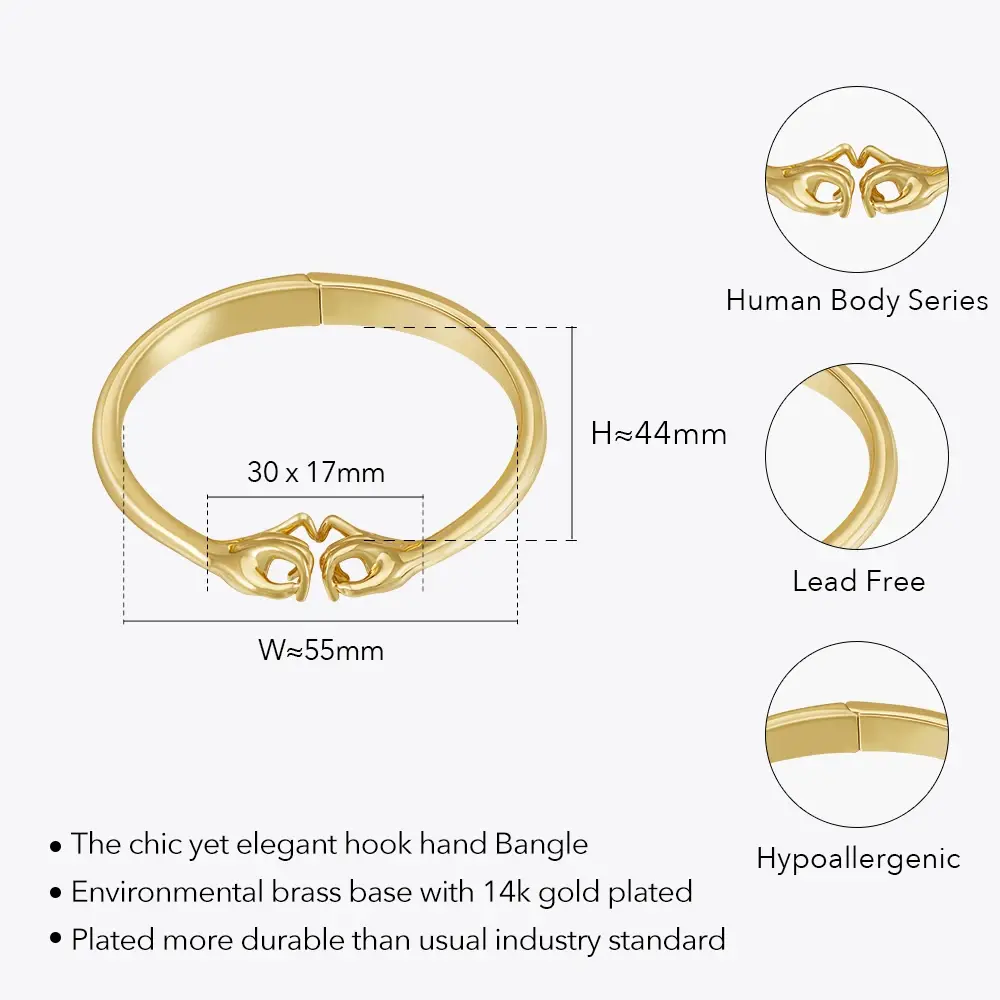 Human Body Series
H≈44mm
30 x 17mm
Lead Free
W≈55mm
Hypoallergenic
• The chic yet elegant hook hand Bangle
• Environmental brass base with 14k gold plated
• Plated more durable than usual industry standard